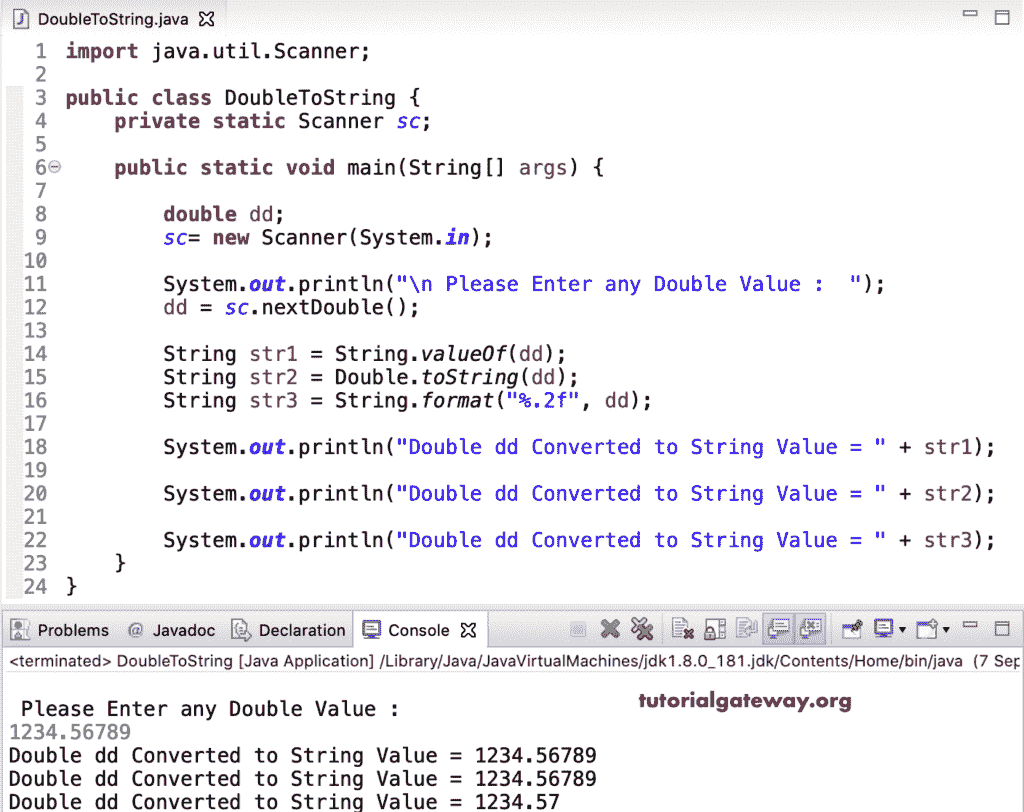 DoubleToString.java
1 import java.util.Scanner;
2
3 public class DoubleToString {
4     private static Scanner sc;
5
6     public static void main(String[] args) {
7
8         double dd;
9         sc= new Scanner(System.in);
10
11         System.out.println("\n Please Enter any Double Value :  ");
12         dd = sc.nextDouble();
13
14         String str1 = String.valueOf(dd);
15         String str2 = Double.toString(dd);
16         String str3 = String.format("%.2f", dd);
17
18         System.out.println("Double dd Converted to String Value = " + str1);
19
20         System.out.println("Double dd Converted to String Value = " + str2);
21
22         System.out.println("Double dd Converted to String Value = " + str3);
23     }
24 }
Problems @ Javadoc Declaration Console
<terminated> DoubleToString [Java Application] /Library/Java/JavaVirtualMachines/jdk1.8.0_181.jdk/Contents/Home/bin/java (7 Sep
tutorialgateway.org
Please Enter any Double Value :
1234.56789
Double dd Converted to String Value = 1234.56789
Double dd Converted to String Value = 1234.56789
Double dd Converted to String Value = 1234.57